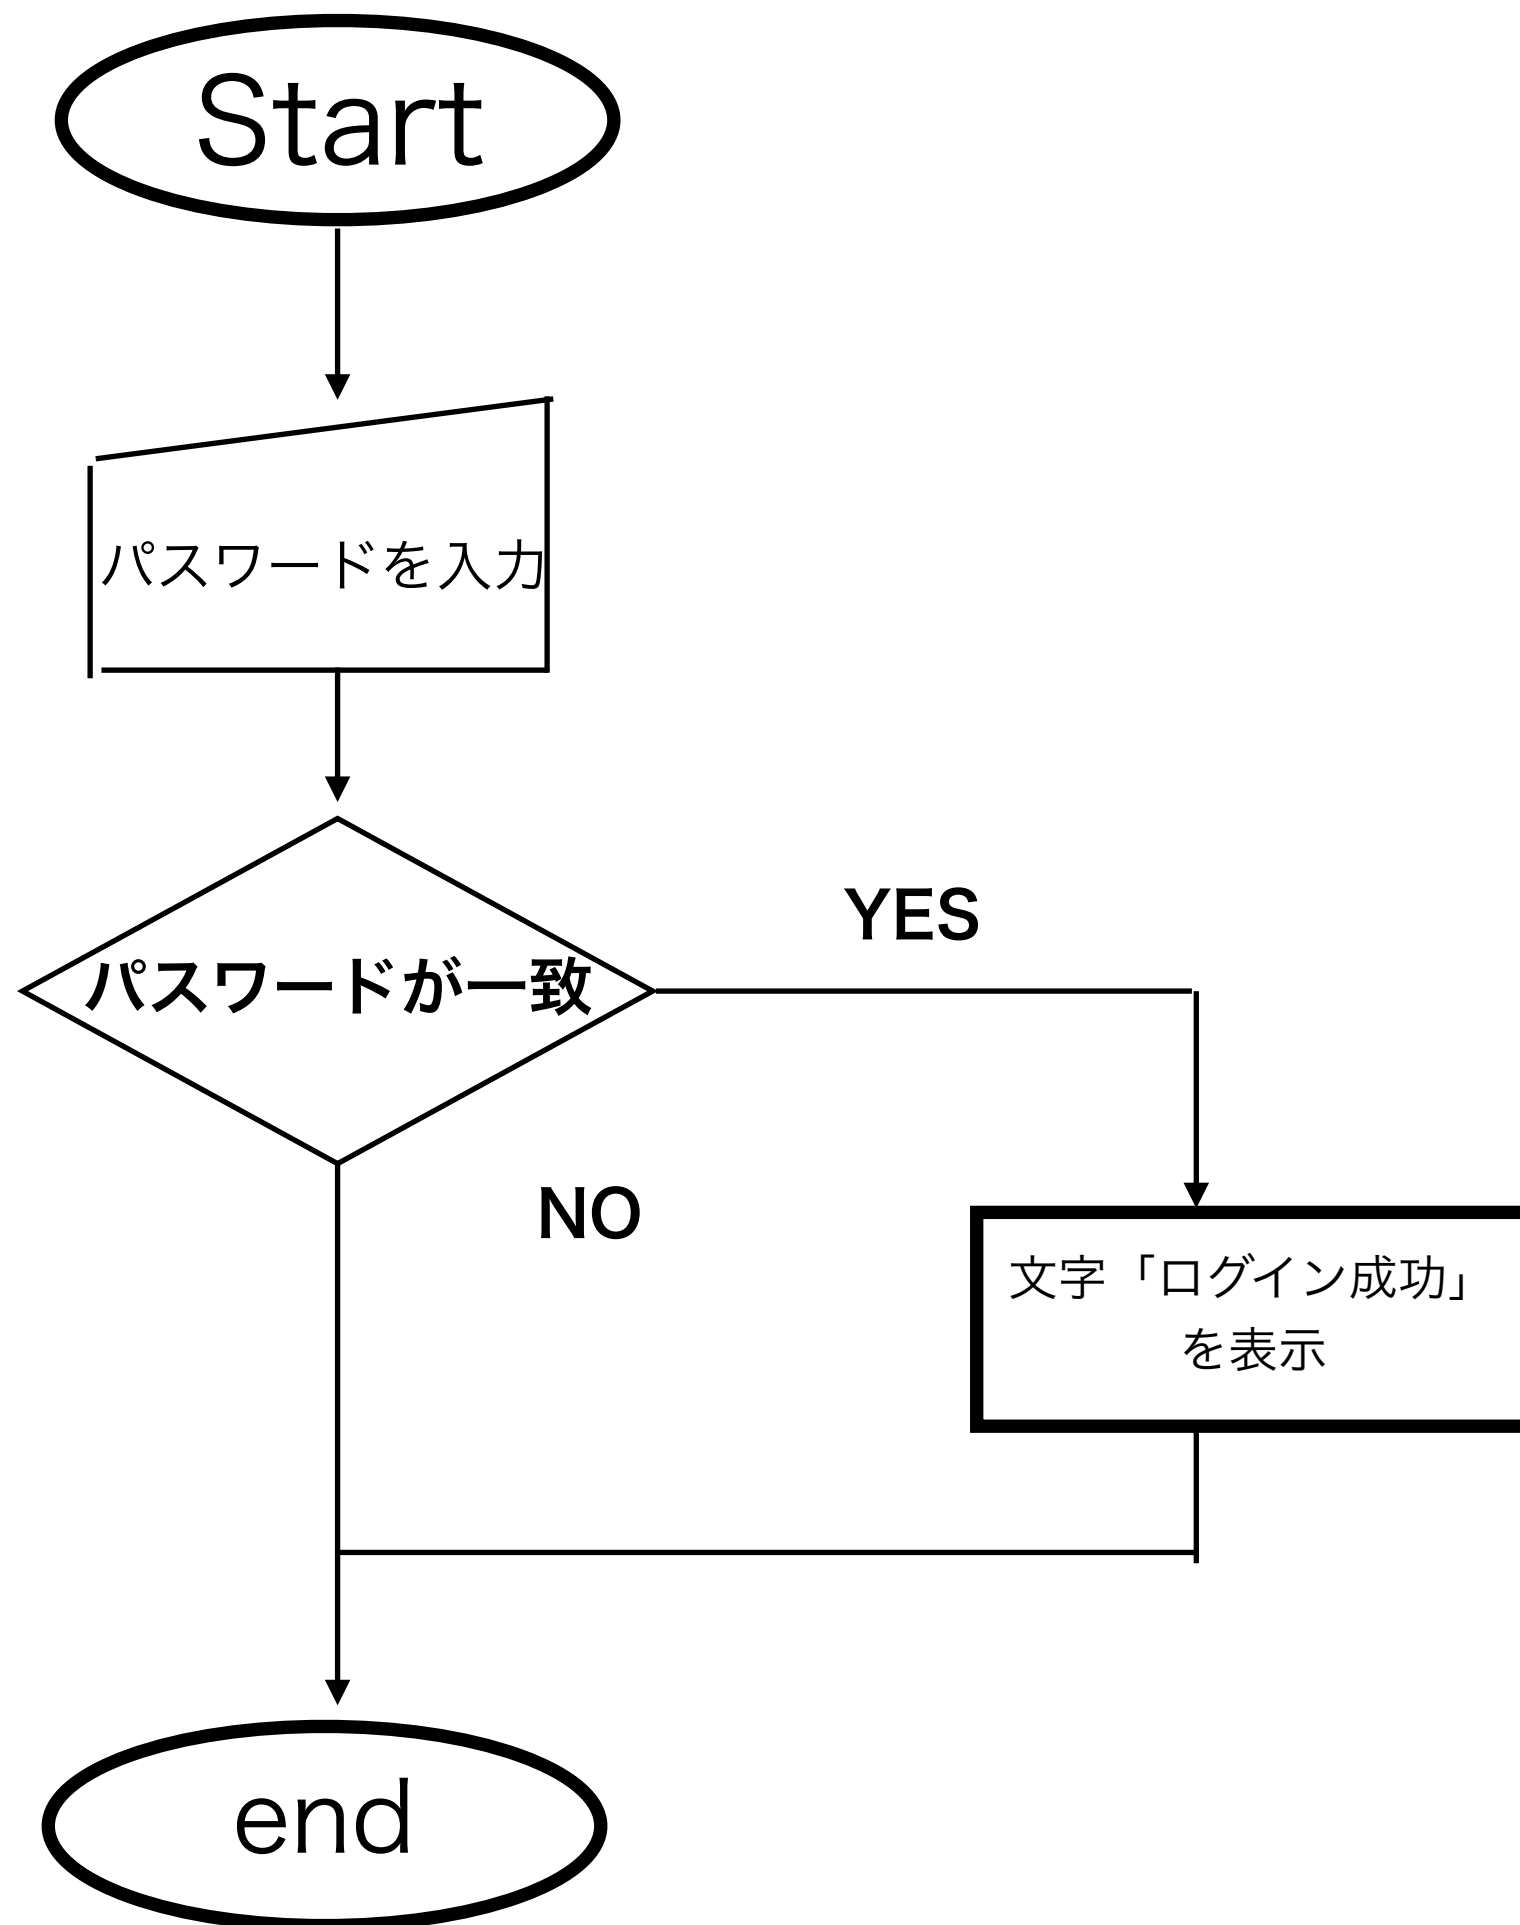 Start
パスワードを入力
パスワードが一致
YES
NO
文字「ログイン成功」
を表示
end